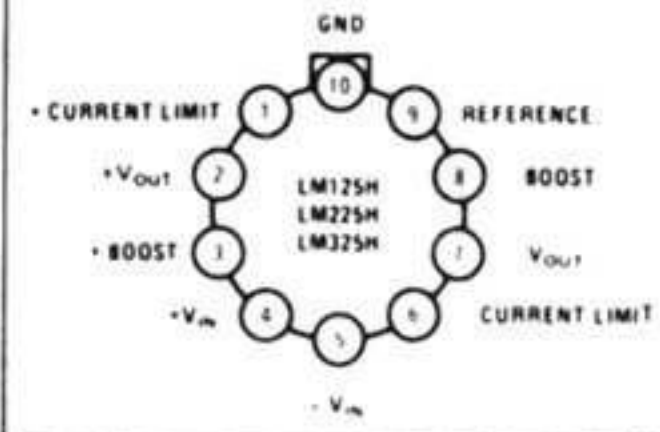 GND
10
+ CURRENT LIMIT 1 9 REFERENCE
+VOUT 2 8 BOOST
LM125H
LM225H
LM325H
+ BOOST 3 7 VOUT
+VIN 4 6 CURRENT LIMIT
5
- VIN